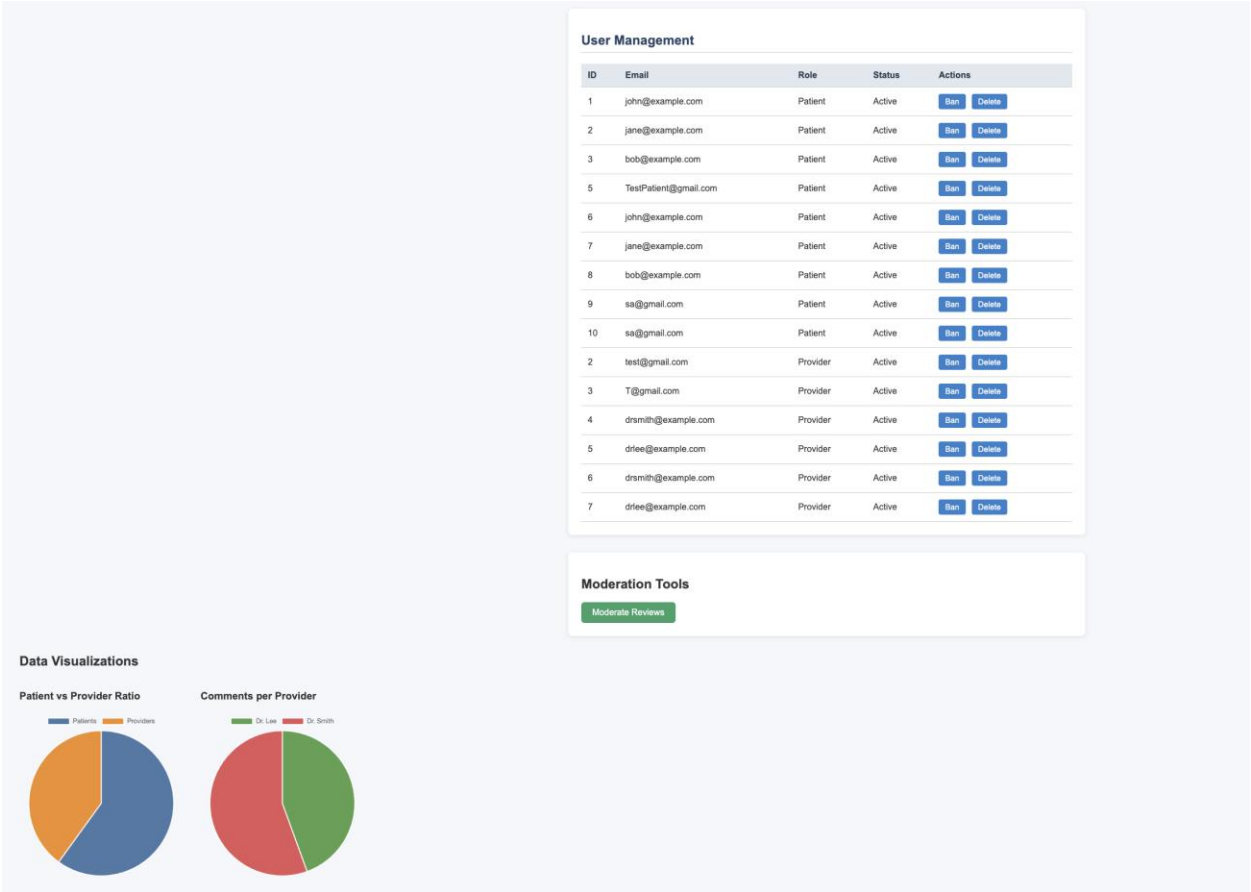 User Management
ID Email Role Status Actions
1 john@example.com Patient Active Ban Delete
2 jane@example.com Patient Active Ban Delete
3 bob@example.com Patient Active Ban Delete
5 TestPatient@gmail.com Patient Active Ban Delete
6 john@example.com Patient Active Ban Delete
7 jane@example.com Patient Active Ban Delete
8 bob@example.com Patient Active Ban Delete
9 sa@gmail.com Patient Active Ban Delete
10 sa@gmail.com Patient Active Ban Delete
2 test@gmail.com Provider Active Ban Delete
3 T@gmail.com Provider Active Ban Delete
4 drsmith@example.com Provider Active Ban Delete
5 drlee@example.com Provider Active Ban Delete
6 drsmith@example.com Provider Active Ban Delete
7 drlee@example.com Provider Active Ban Delete
Moderation Tools
Moderate Reviews
Data Visualizations
Patient vs Provider Ratio
Patients Providers
Comments per Provider
Dr. Lee Dr. Smith